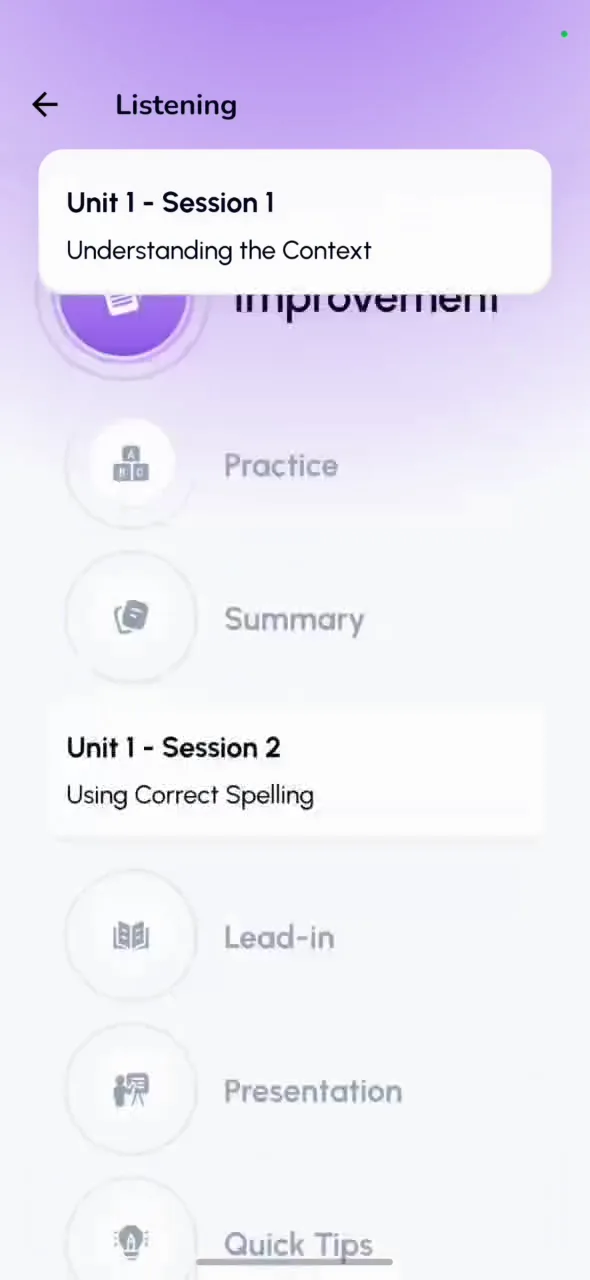 Listening
Unit 1 - Session 1
Understanding the Context
Improvement
Practice
Summary
Unit 1 - Session 2
Using Correct Spelling
Lead-in
Presentation
Quick Tips